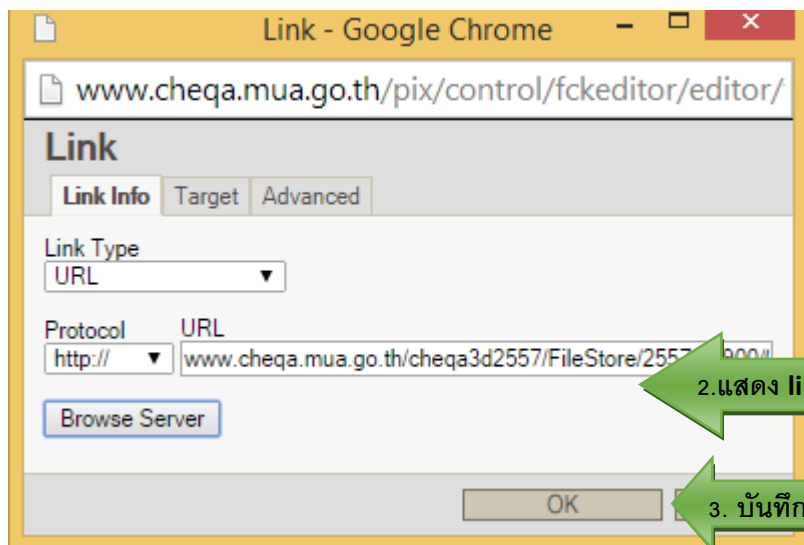 Link - Google Chrome
www.cheqa.mua.go.th/pix/control/fckeditor/editor/
Link
Link Info Target Advanced
Link Type
URL
Protocol URL
http:// www.cheqa.mua.go.th/cheqa3d2557/FileStore/2557
2.แสดง li
Browse Server
OK
3. บันทึก